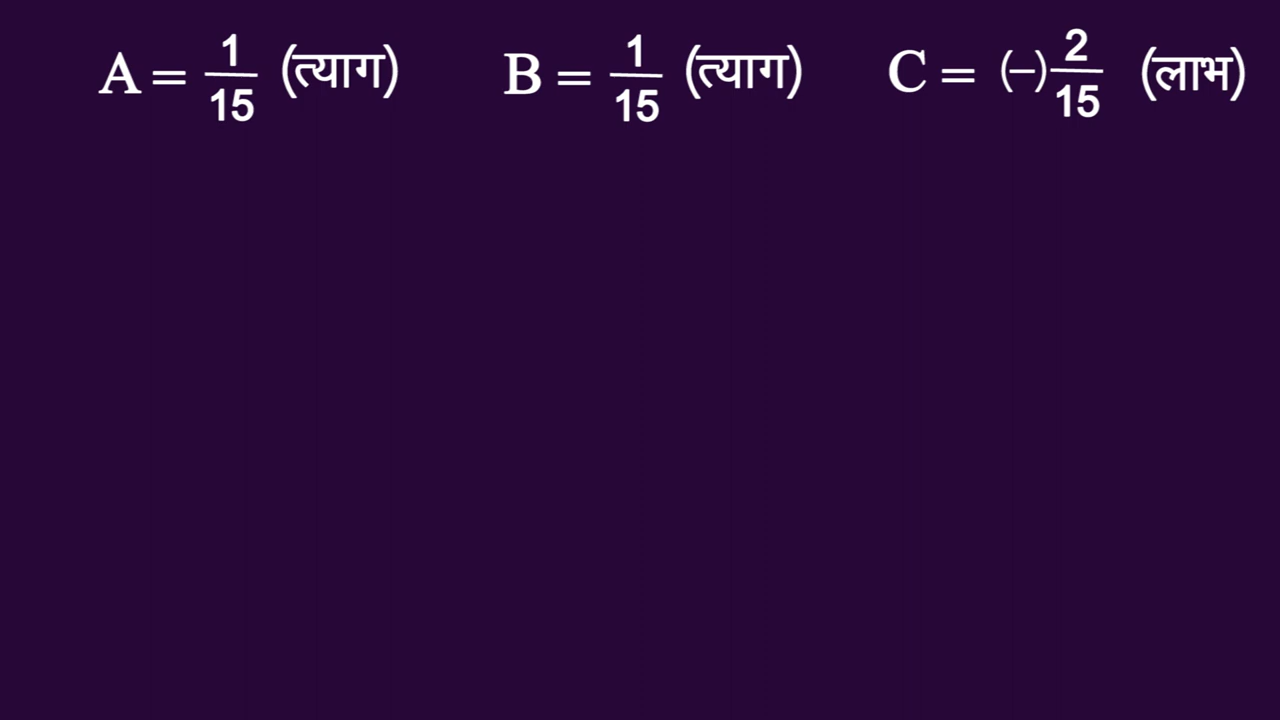 A = 1/15 (त्याग) B = 1/15 (त्याग) C = (−) 2/15 (लाभ)